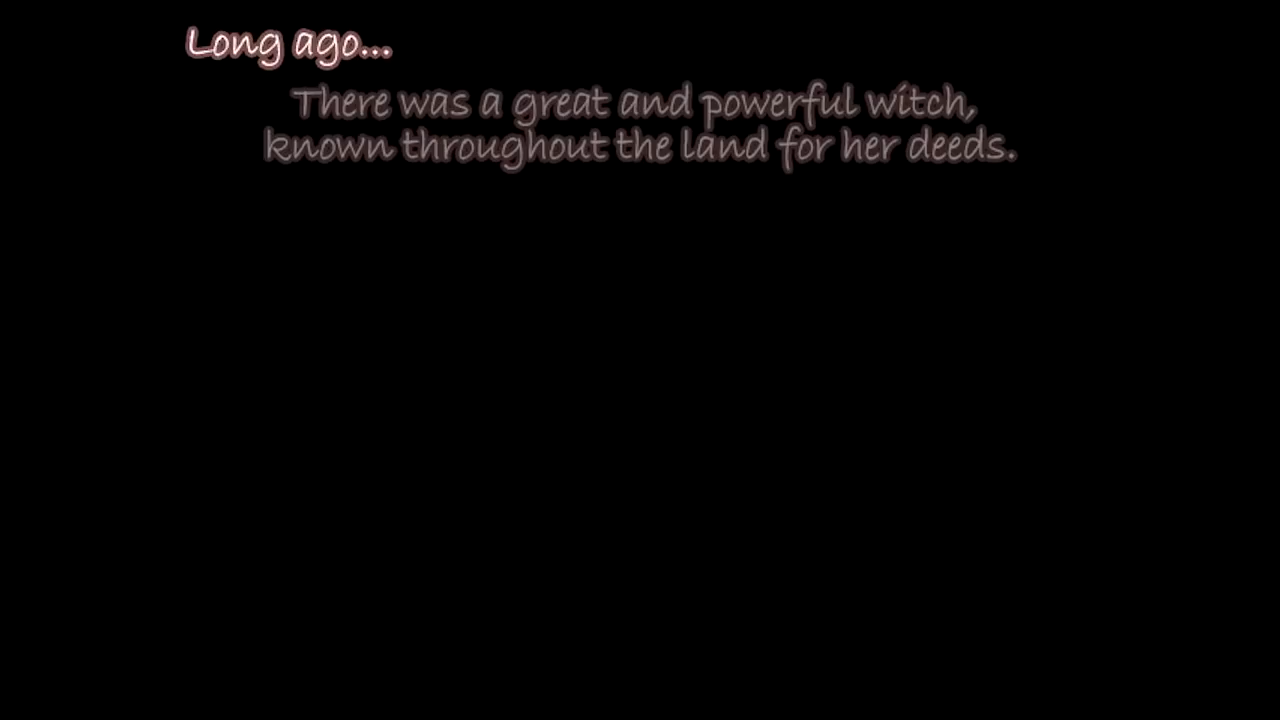 Long ago...
There was a great and powerful witch,
known throughout the land for her deeds.